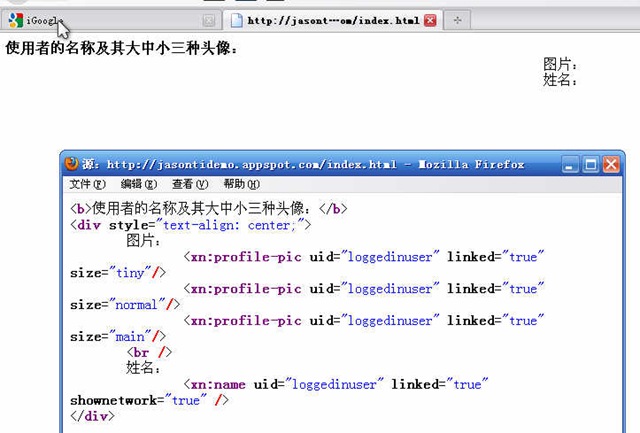 iGoogle
http://jasont…om/index.html
使用者的名称及其大中小三种头像：
图片：
姓名：
源: http://jasontidemo.appspot.com/index.html - Mozilla Firefox
文件(F) 编辑(E) 查看(V) 帮助(H)
<b>使用者的名称及其大中小三种头像：</b>
<div style="text-align: center;">
图片：
<xn:profile-pic uid="loggedinuser" linked="true"
size="tiny"/>
<xn:profile-pic uid="loggedinuser" linked="true"
size="normal"/>
<xn:profile-pic uid="loggedinuser" linked="true"
size="main"/>
<br />
姓名：
<xn:name uid="loggedinuser" linked="true"
shownetwork="true" />
</div>